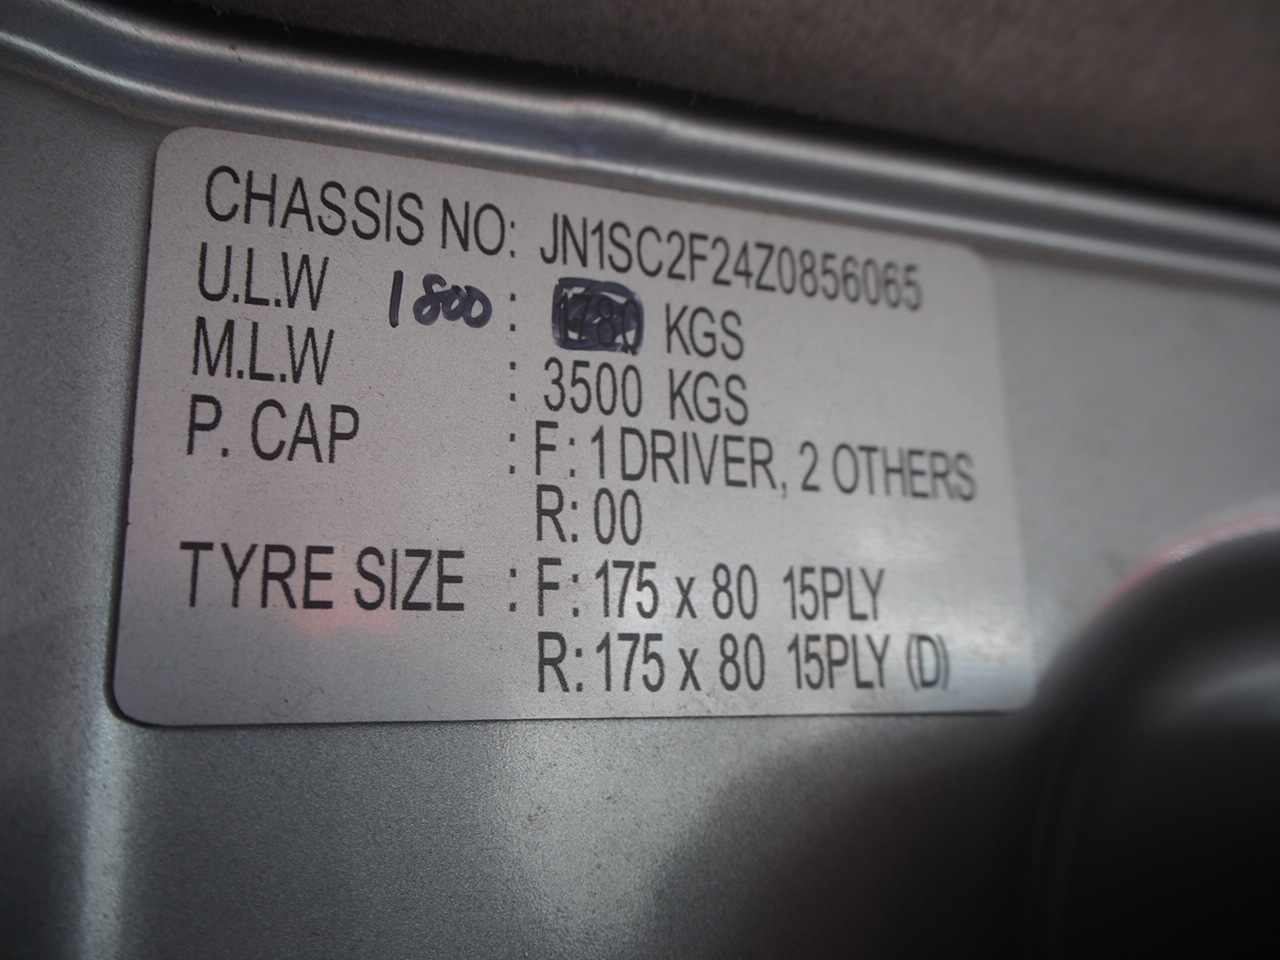 CHASSIS NO: JN1SC2F24Z0856065
U.L.W 1800 : 1780 KGS
M.L.W : 3500 KGS
P. CAP : F: 1 DRIVER, 2 OTHERS
R: 00
TYRE SIZE : F: 175 x 80 15PLY
R: 175 x 80 15PLY (D)